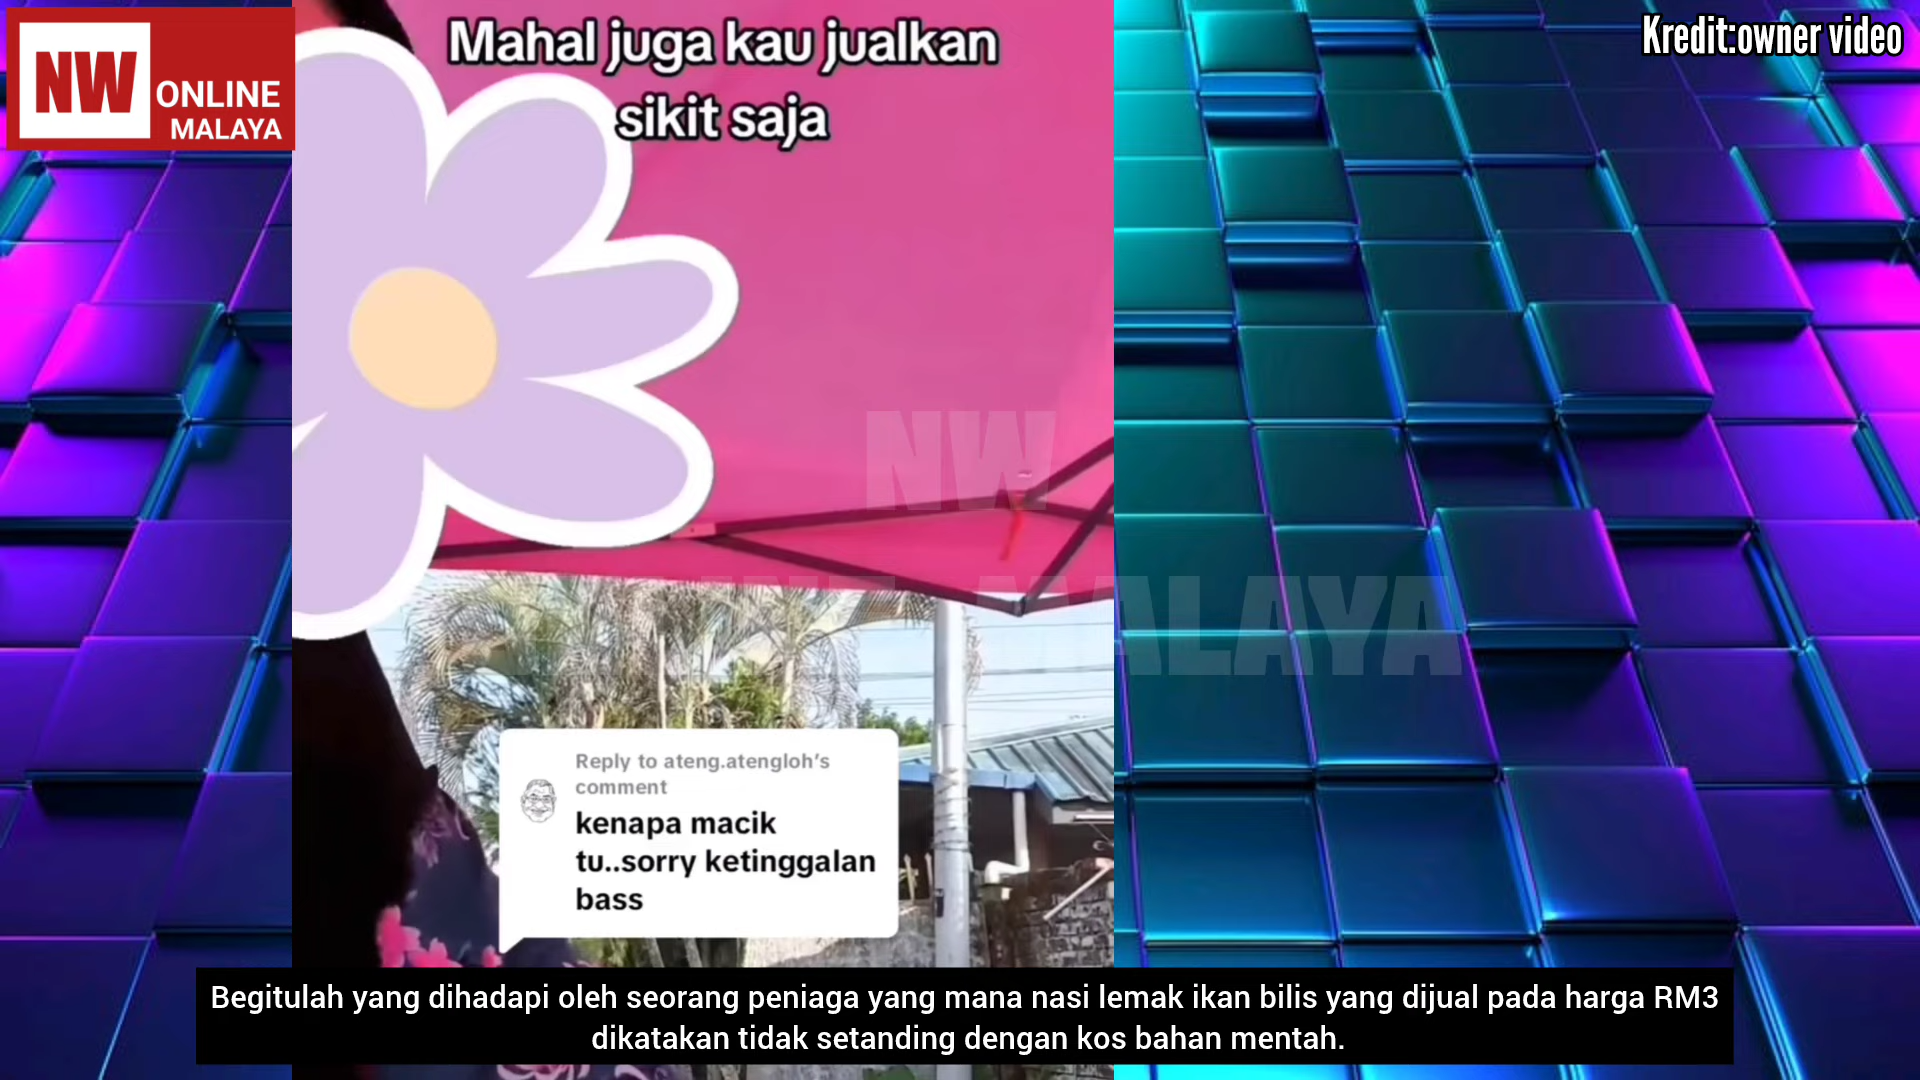 NW
ONLINE
MALAYA
Kredit:owner video
Mahal juga kau jualkan
sikit saja
NW
MALAYA
Reply to ateng.atengloh's
comment
kenapa macik
tu..sorry ketinggalan
bass
Begitulah yang dihadapi oleh seorang peniaga yang mana nasi lemak ikan bilis yang dijual pada harga RM3
dikatakan tidak setanding dengan kos bahan mentah.